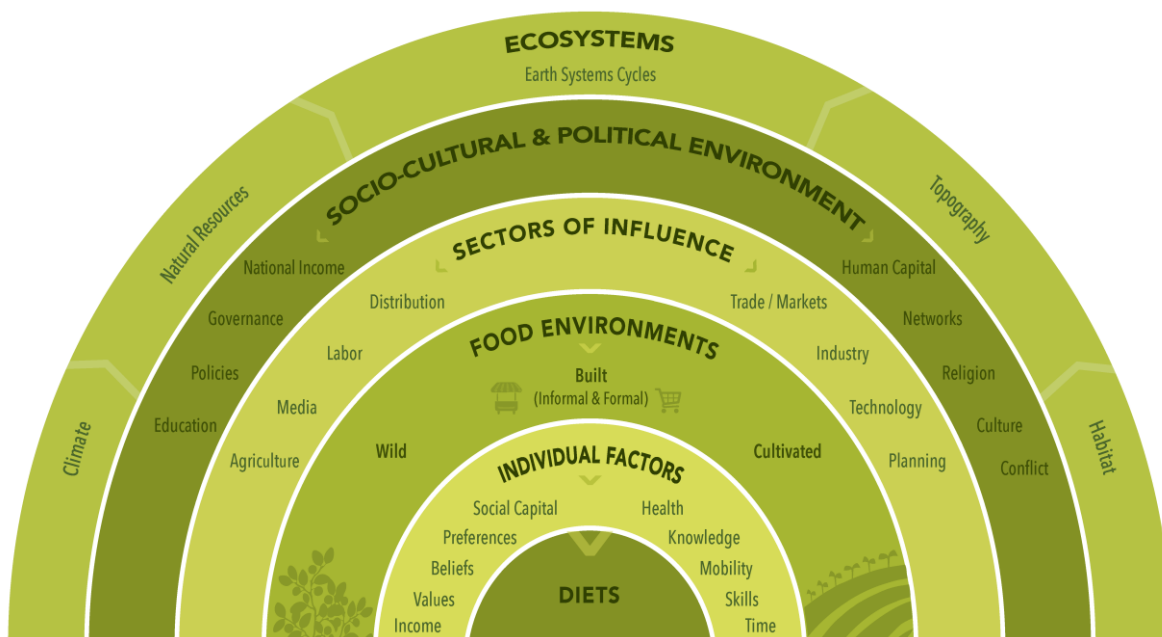 ECOSYSTEMS
Earth Systems Cycles
Natural Resources
Topography
Climate
Habitat
SOCIO-CULTURAL & POLITICAL ENVIRONMENT
National Income
Governance
Policies
Education
Human Capital
Networks
Religion
Culture
Conflict
SECTORS OF INFLUENCE
Distribution
Labor
Media
Agriculture
Trade / Markets
Industry
Technology
Planning
FOOD ENVIRONMENTS
Built
(Informal & Formal)
Wild
Cultivated
INDIVIDUAL FACTORS
Social Capital
Preferences
Beliefs
Values
Income
Health
Knowledge
Mobility
Skills
Time
DIETS